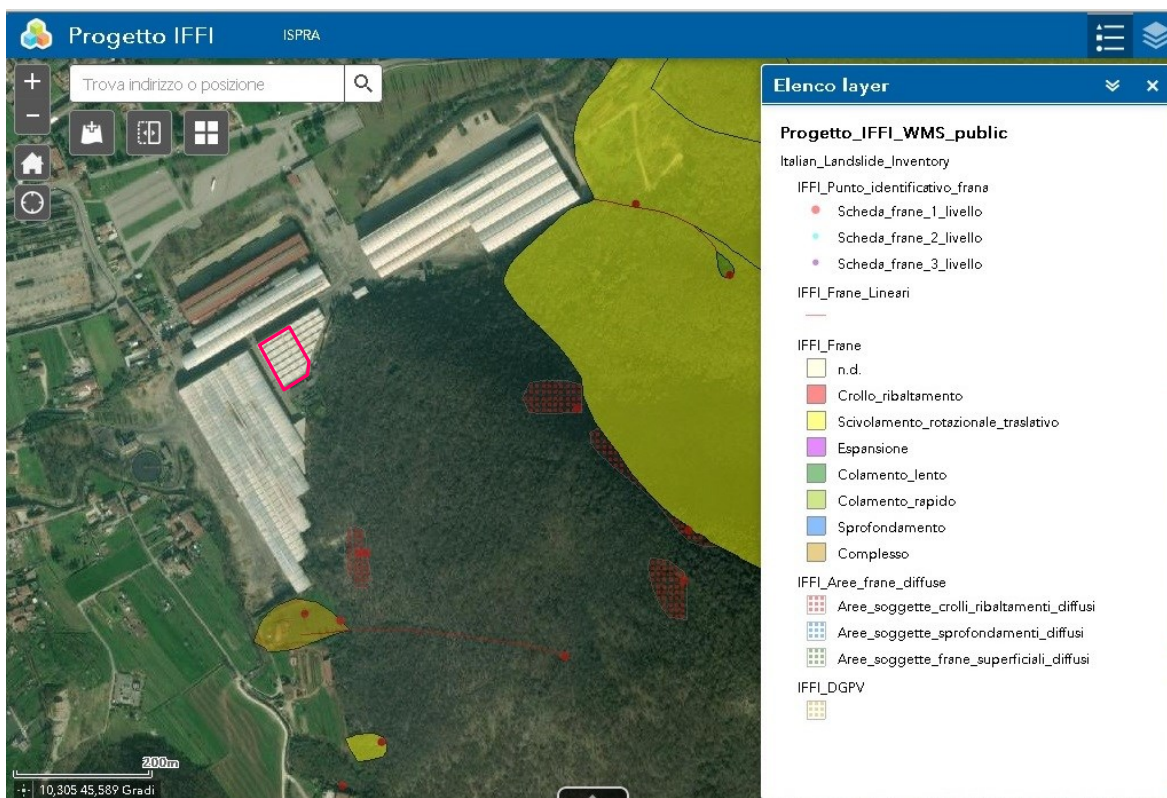 Progetto IFFI
ISPRA
Trova indirizzo o posizione
Elenco layer
Progetto_IFFI_WMS_public
Italian_Landslide_Inventory
IFFI_Punto_identificativo_frana
Scheda_frane_1_livello
Scheda_frane_2_livello
Scheda_frane_3_livello
IFFI_Frane_Lineari
IFFI_Frane
n.d.
Crollo_ribaltamento
Scivolamento_rotazionale_traslativo
Espansione
Colamento_lento
Colamento_rapido
Sprofondamento
Complesso
IFFI_Aree_frane_diffuse
Aree_soggette_crolli_ribaltamenti_diffusi
Aree_soggette_sprofondamenti_diffusi
Aree_soggette_frane_superficiali_diffusi
IFFI_DGPV
200m
10,305 45,589 Gradi